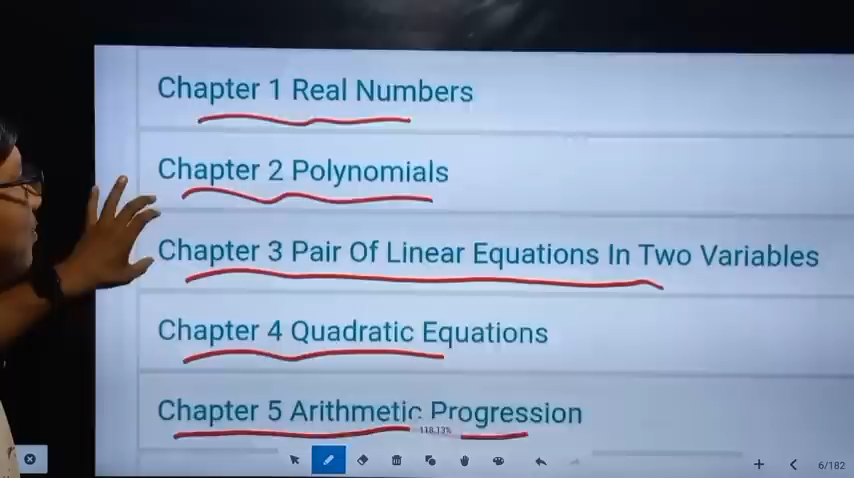 Chapter 1 Real Numbers
Chapter 2 Polynomials
Chapter 3 Pair Of Linear Equations In Two Variables
Chapter 4 Quadratic Equations
Chapter 5 Arithmetic Progression
118.13%
6/182